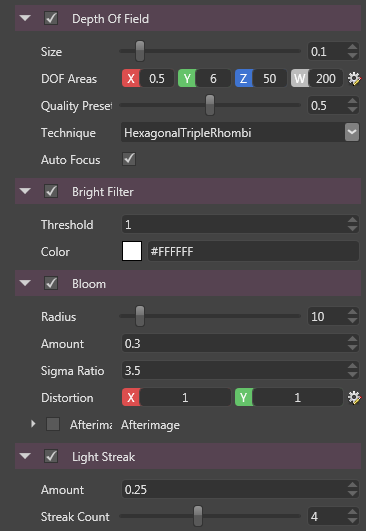 Depth Of Field
Size 0.1
DOF Areas X 0.5 Y 6 Z 50 W 200
Quality Preset 0.5
Technique HexagonalTripleRhombi
Auto Focus
Bright Filter
Threshold 1
Color #FFFFFF
Bloom
Radius 10
Amount 0.3
Sigma Ratio 3.5
Distortion X 1 Y 1
Afterima Afterimage
Light Streak
Amount 0.25
Streak Count 4